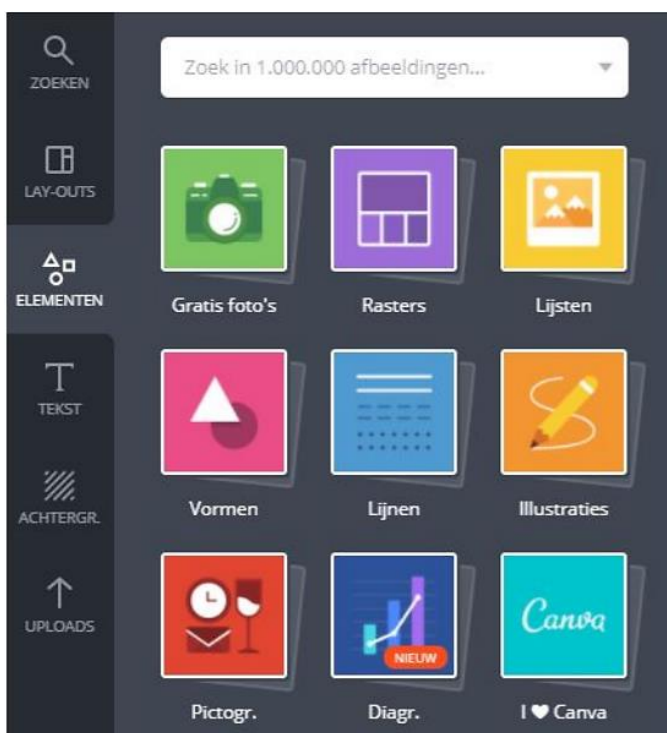 ZOEKEN
LAY-OUTS
ELEMENTEN
TEKST
ACHTERGR.
UPLOADS
Zoek in 1.000.000 afbeeldingen...
Gratis foto's
Rasters
Lijsten
Vormen
Lijnen
Illustraties
NIEUW
Canva
Pictogr.
Diagr.
I ♥ Canva